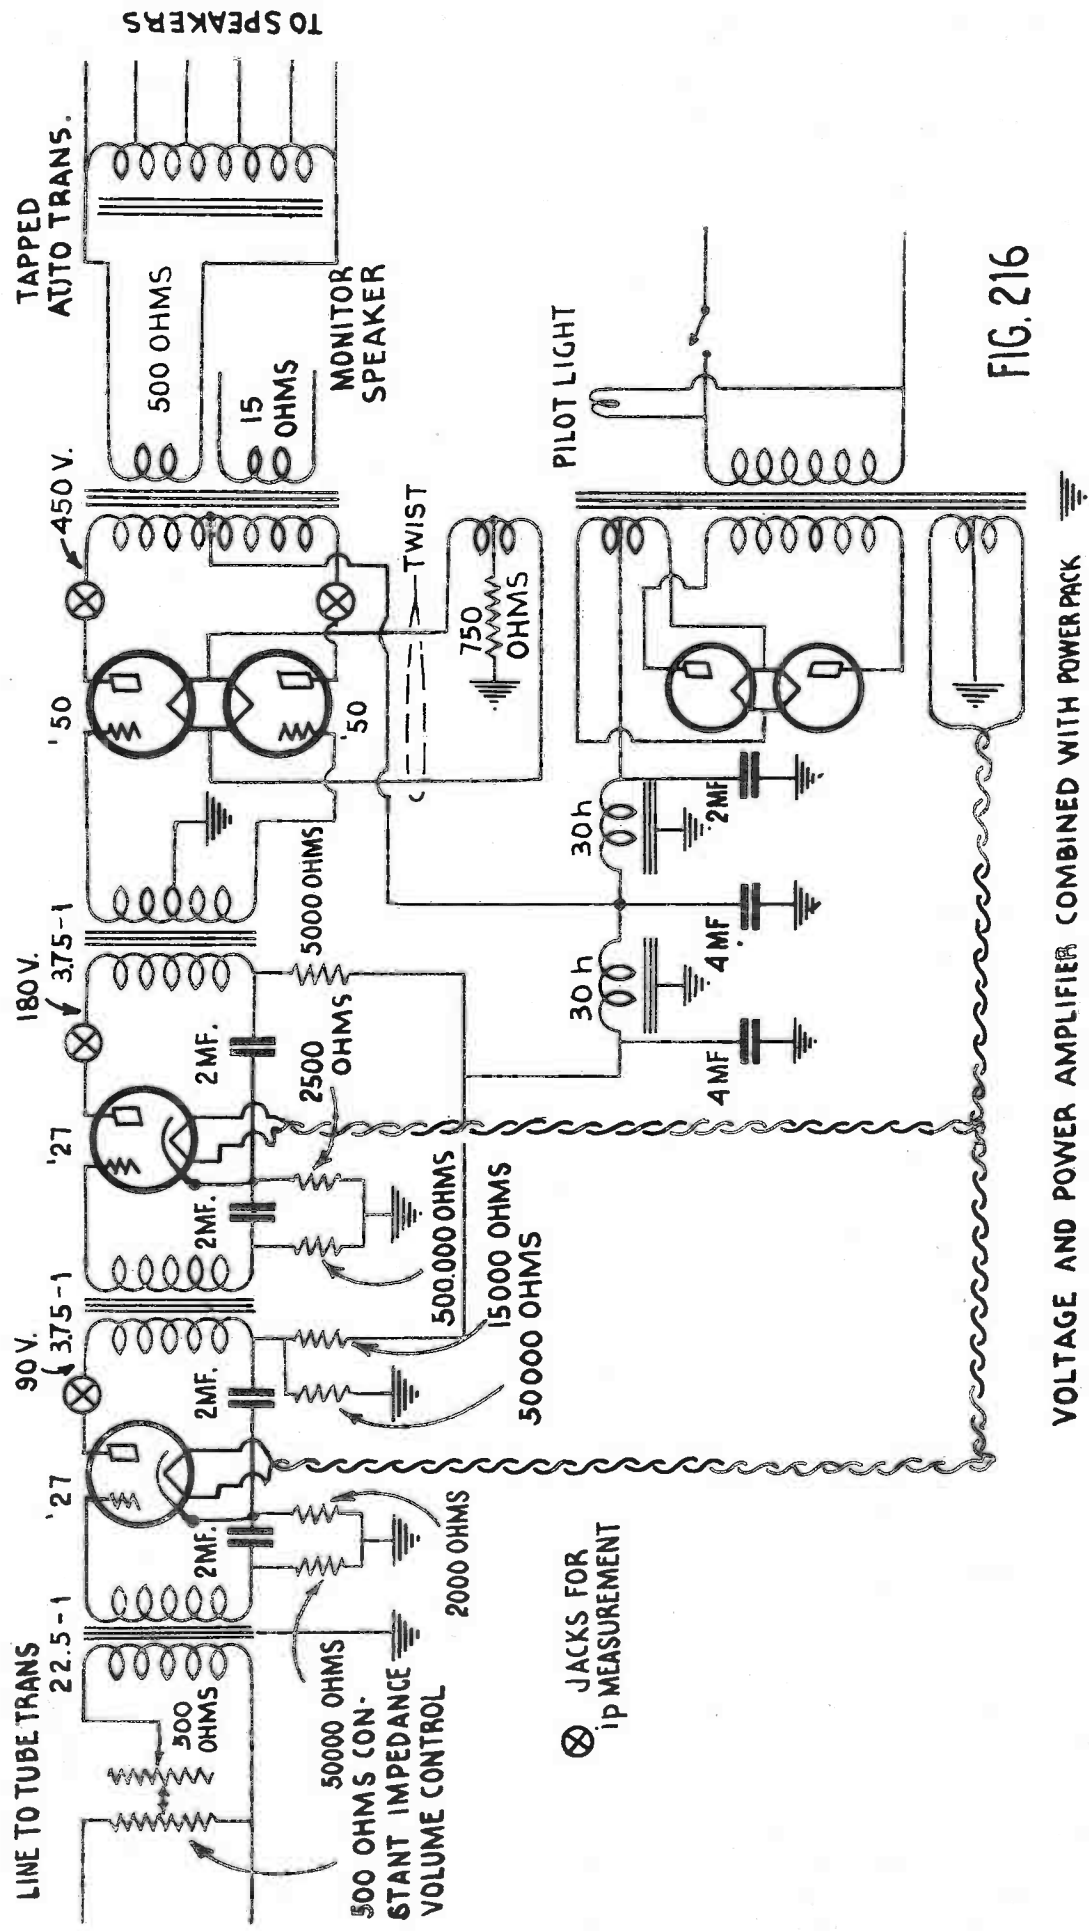 LINE TO TUBE TRANS
22.5-1
'27
90V.
3.75-1
'27
180V.
3.75-1
'50
'50
450V.
TAPPED
AUTO TRANS.
TO SPEAKERS
500
OHMS
2MF.
2MF.
2MF.
2MF.
500 OHMS
15
OHMS
MONITOR
SPEAKER
50000 OHMS
500 OHMS CON-
STANT IMPEDANCE
VOLUME CONTROL
2000 OHMS
500.000 OHMS
15000 OHMS
50000 OHMS
2500
OHMS
5000 OHMS
TWIST
750
OHMS
PILOT LIGHT
30h
30h
4MF
4MF
2MF
JACKS FOR
ip MEASUREMENT
FIG. 216
VOLTAGE AND POWER AMPLIFIER COMBINED WITH POWER PACK